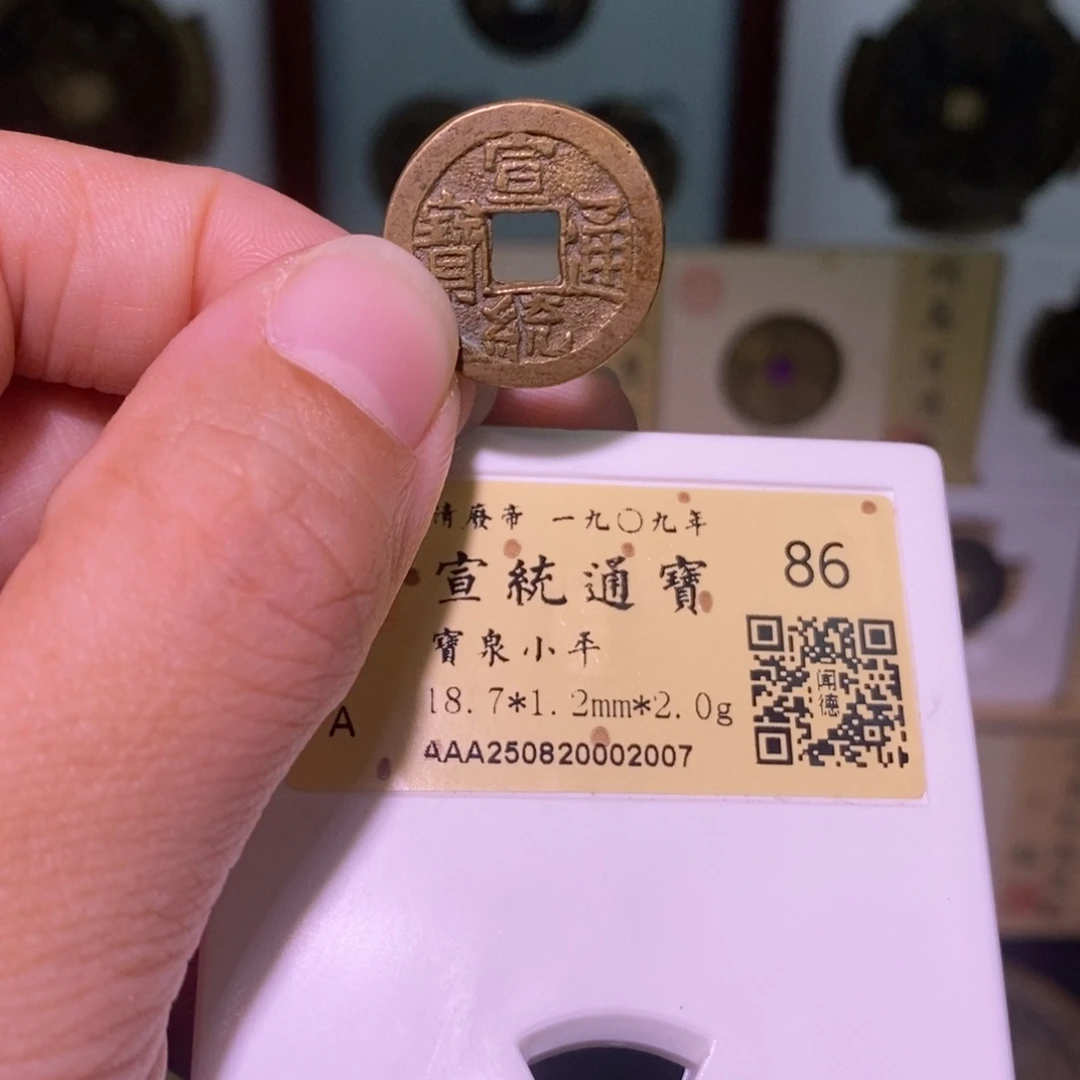 宣統通寶
清廢帝 一九〇九年
宣統通寶
86
寶泉小平
18.7*1.2mm*2.0g
闻德
A
AAA250820002007